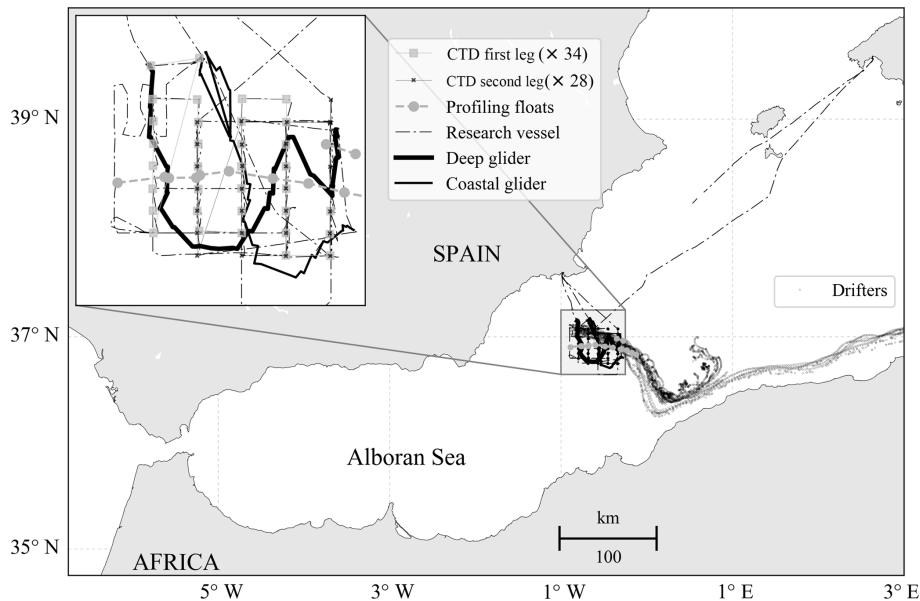 CTD first leg (× 34)
CTD second leg (× 28)
Profiling floats
Research vessel
Deep glider
Coastal glider
39° N
SPAIN
Drifters
37° N
Alboran Sea
km
100
35° N
AFRICA
5° W
3° W
1° W
1° E
3° E